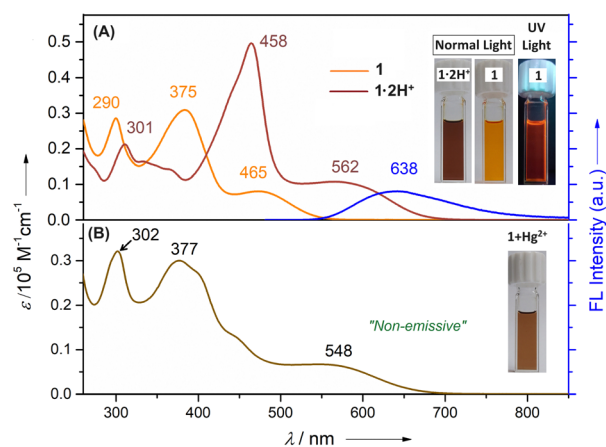 (A)
0.5
0.4
0.3
0.2
0.1
0.0
ε /10⁵ M⁻¹cm⁻¹
290
301
375
458
465
562
638
1
1·2H⁺
Normal Light
UV Light
1·2H⁺
1
1
FL Intensity (a.u.)
(B)
0.3
0.2
0.1
0.0
302
377
548
"Non-emissive"
1+Hg²⁺
300 400 500 600 700 800
λ / nm